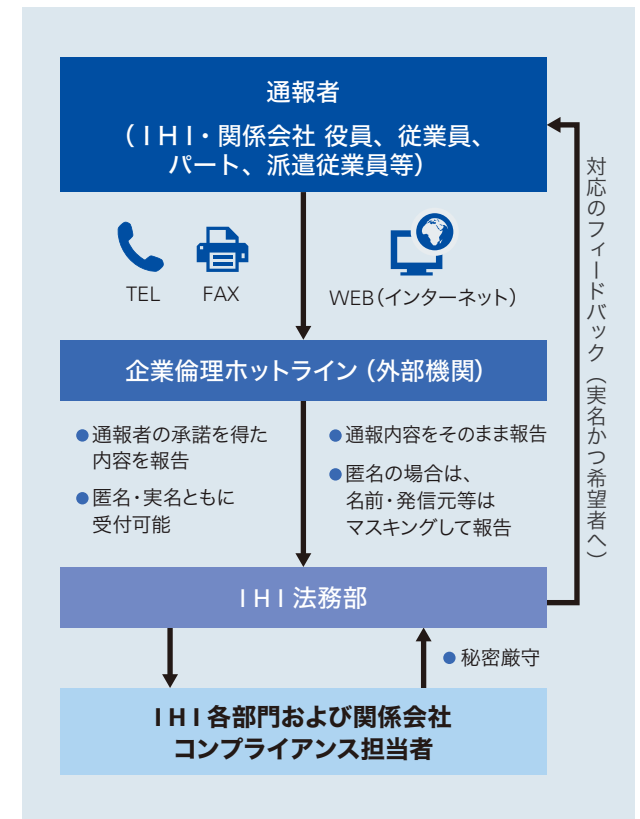 通報者
（IHI・関係会社 役員、従業員、
パート、派遣従業員等）
TEL
FAX
WEB（インターネット）
企業倫理ホットライン（外部機関）
●通報者の承諾を得た
内容を報告
●匿名・実名ともに
受付可能
●通報内容をそのまま報告
●匿名の場合は、
名前・発信元等は
マスキングして報告
IHI 法務部
●秘密厳守
IHI 各部門および関係会社
コンプライアンス担当者
対応のフィードバック（実名かつ希望者へ）